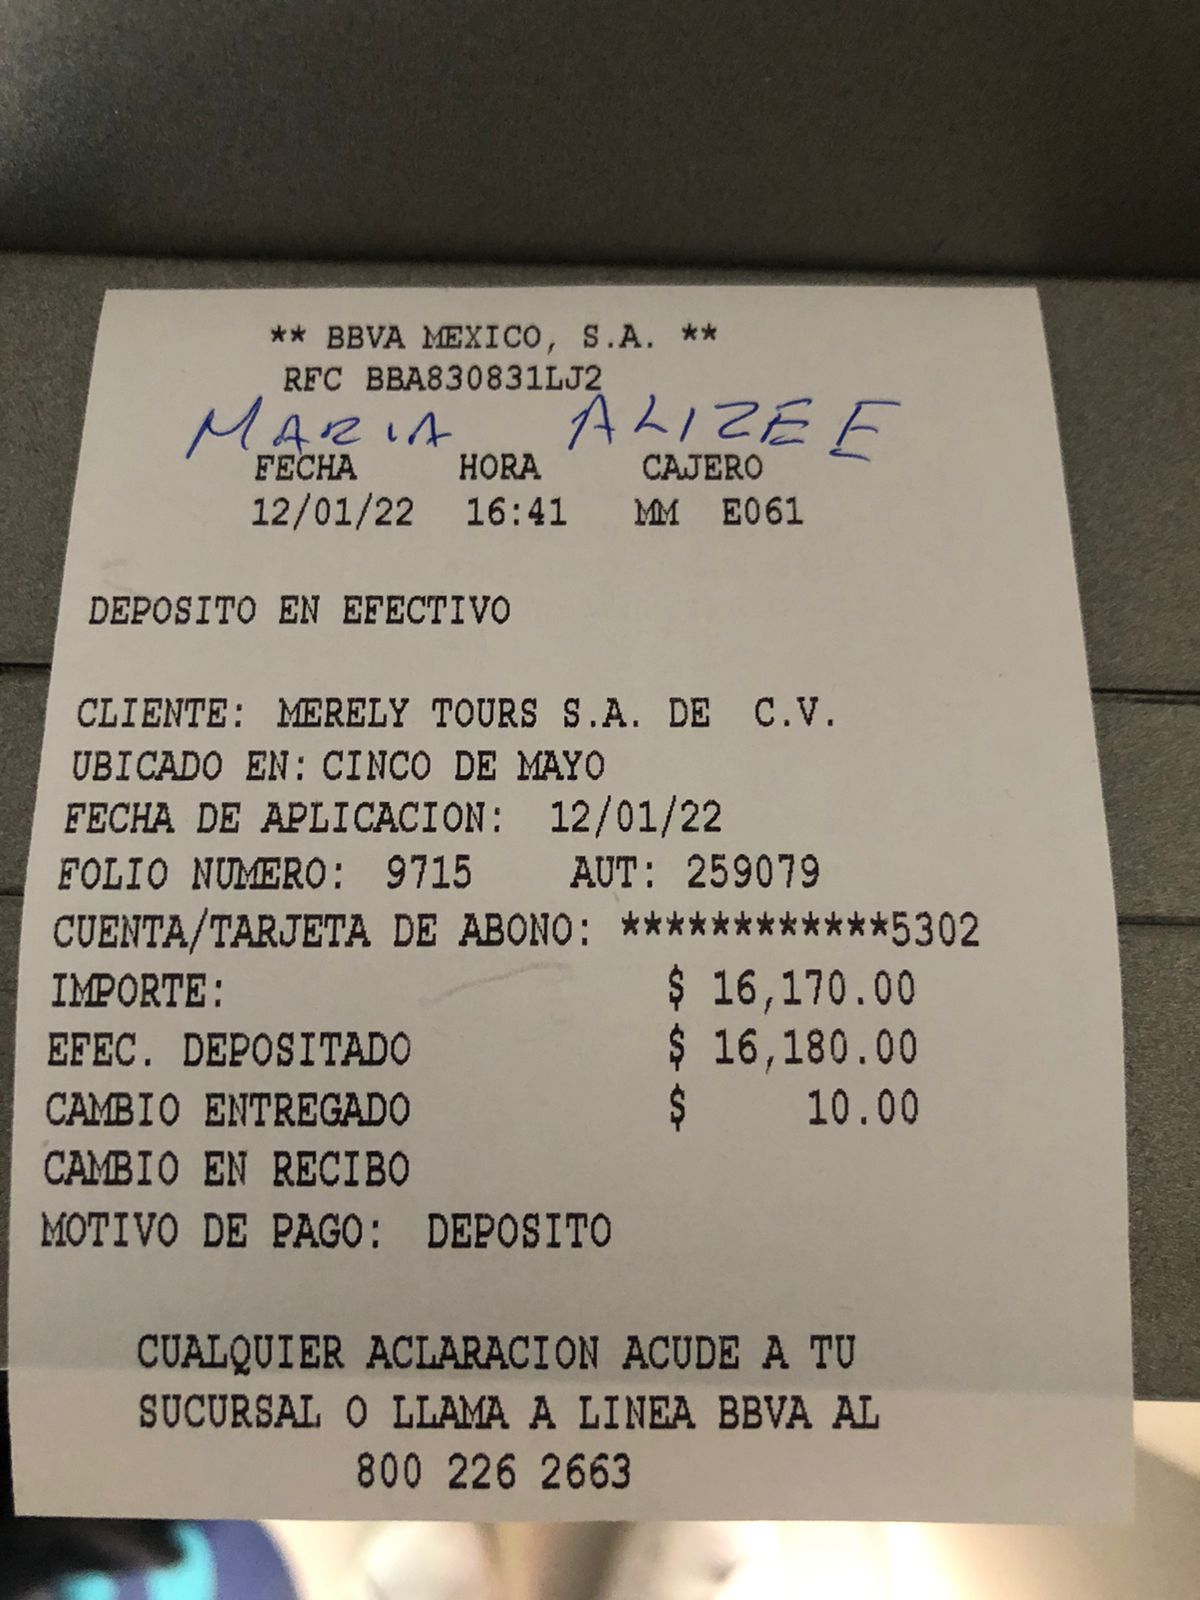 ** BBVA MEXICO, S.A. **
RFC BBA830831LJ2
MARIA ALIZEE
FECHA HORA CAJERO
12/01/22 16:41 MM E061
DEPOSITO EN EFECTIVO
CLIENTE: MERELY TOURS S.A. DE C.V.
UBICADO EN: CINCO DE MAYO
FECHA DE APLICACION: 12/01/22
FOLIO NUMERO: 9715 AUT: 259079
CUENTA/TARJETA DE ABONO: ************5302
IMPORTE: $ 16,170.00
EFEC. DEPOSITADO $ 16,180.00
CAMBIO ENTREGADO $ 10.00
CAMBIO EN RECIBO
MOTIVO DE PAGO: DEPOSITO
CUALQUIER ACLARACION ACUDE A TU
SUCURSAL O LLAMA A LINEA BBVA AL
800 226 2663